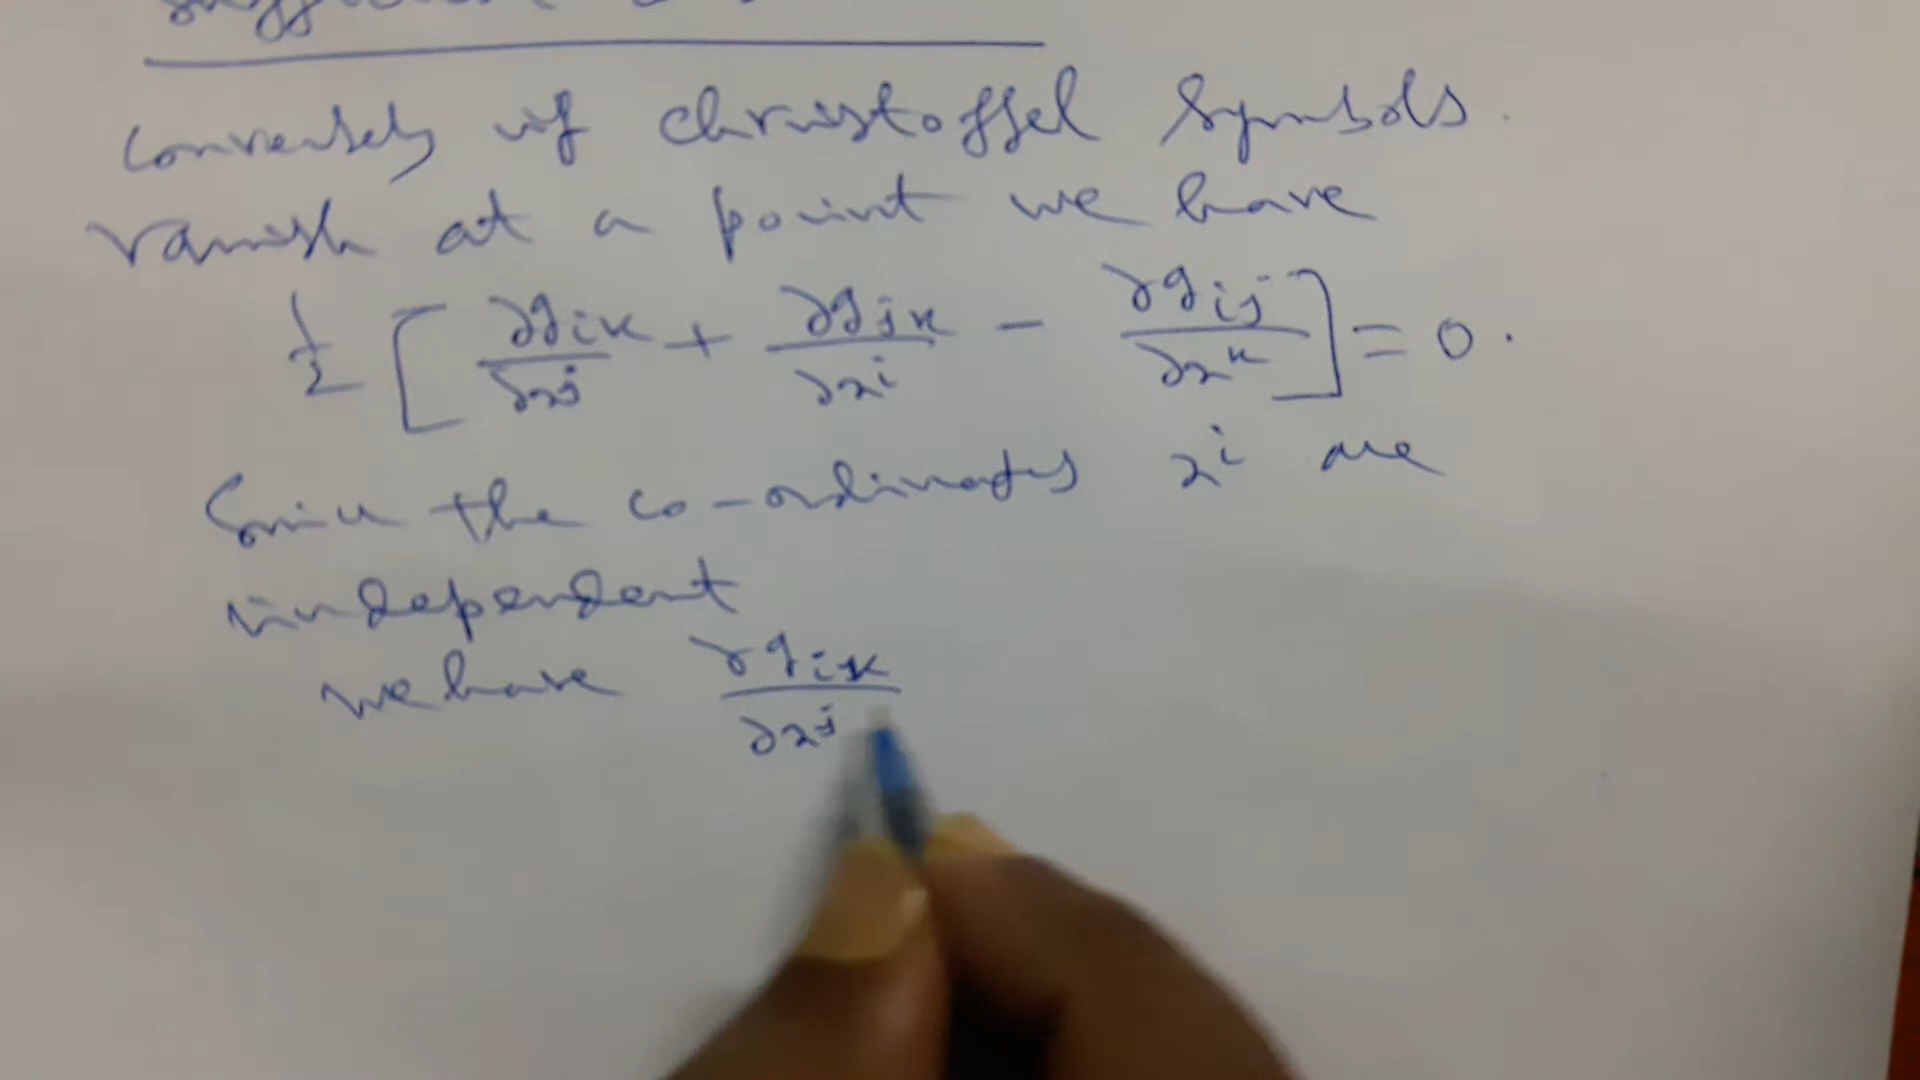 conversely if christoffel symbols.
vanish at a point we have
1/2 [ ∂g_ik/∂x^j + ∂g_jk/∂x^i − ∂g_ij/∂x^k ] = 0.
Since the co-ordinates x^i are
independent
we have ∂g_ik/∂x^j